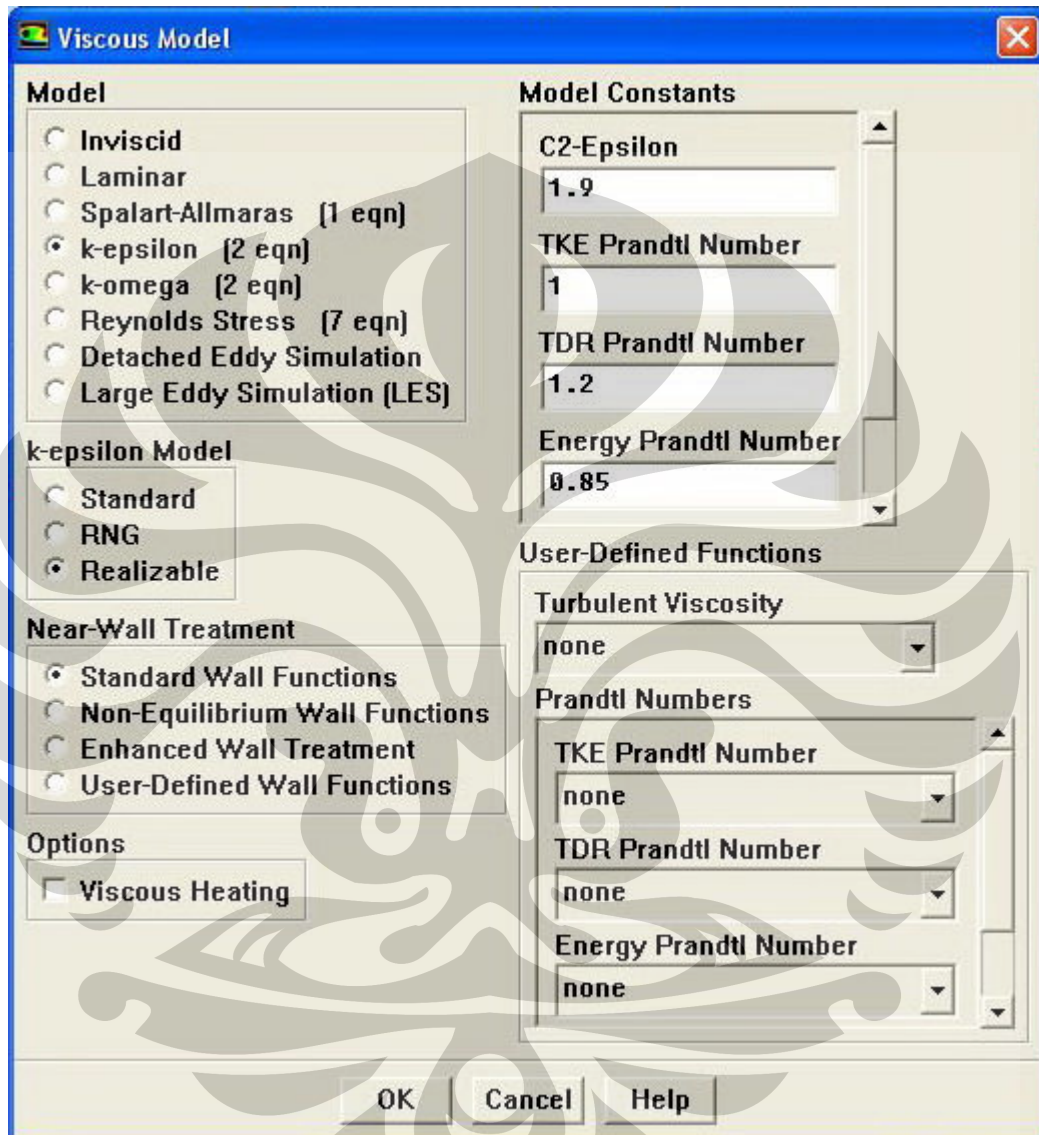 Viscous Model
Model
Inviscid
Laminar
Spalart-Allmaras (1 eqn)
k-epsilon (2 eqn)
k-omega (2 eqn)
Reynolds Stress (7 eqn)
Detached Eddy Simulation
Large Eddy Simulation (LES)
k-epsilon Model
Standard
RNG
Realizable
Near-Wall Treatment
Standard Wall Functions
Non-Equilibrium Wall Functions
Enhanced Wall Treatment
User-Defined Wall Functions
Options
Viscous Heating
Model Constants
C2-Epsilon
1.9
TKE Prandtl Number
1
TDR Prandtl Number
1.2
Energy Prandtl Number
0.85
User-Defined Functions
Turbulent Viscosity
none
Prandtl Numbers
TKE Prandtl Number
none
TDR Prandtl Number
none
Energy Prandtl Number
none
OK Cancel Help